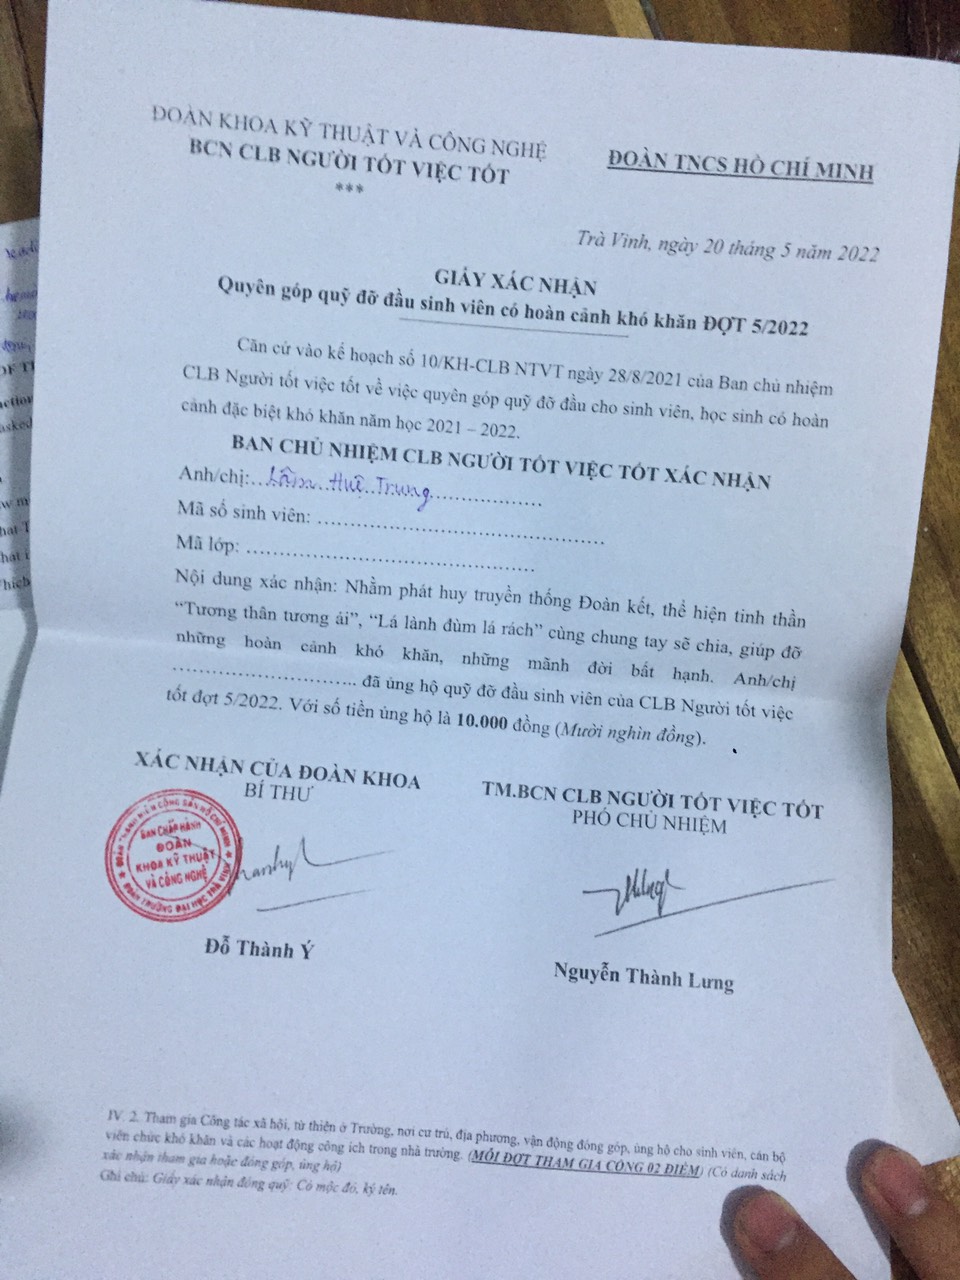 ĐOÀN KHOA KỸ THUẬT VÀ CÔNG NGHỆ
BCN CLB NGƯỜI TỐT VIỆC TỐT
***
ĐOÀN TNCS HỒ CHÍ MINH
Trà Vinh, ngày 20 tháng 5 năm 2022
GIẤY XÁC NHẬN
Quyên góp quỹ đỡ đầu sinh viên có hoàn cảnh khó khăn ĐỢT 5/2022
Căn cứ vào kế hoạch số 10/KH-CLB NTVT ngày 28/8/2021 của Ban chủ nhiệm
CLB Người tốt việc tốt về việc quyên góp quỹ đỡ đầu cho sinh viên, học sinh có hoàn
cảnh đặc biệt khó khăn năm học 2021 – 2022.
BAN CHỦ NHIỆM CLB NGƯỜI TỐT VIỆC TỐT XÁC NHẬN
Anh/chị:...Lâm Huệ Trung..................
Mã số sinh viên: ..........................................
Mã lớp: ..........................................
Nội dung xác nhận: Nhằm phát huy truyền thống Đoàn kết, thể hiện tinh thần
“Tương thân tương ái”, “Lá lành đùm lá rách” cùng chung tay sẽ chia, giúp đỡ
những hoàn cảnh khó khăn, những mãnh đời bất hạnh. Anh/chị
............................ đã ủng hộ quỹ đỡ đầu sinh viên của CLB Người tốt việc
tốt đợt 5/2022. Với số tiền ủng hộ là 10.000 đồng (Mười nghìn đồng).
XÁC NHẬN CỦA ĐOÀN KHOA
BÍ THƯ
TM.BCN CLB NGƯỜI TỐT VIỆC TỐT
PHÓ CHỦ NHIỆM
BAN CHẤP HÀNH
ĐOÀN
KHOA KỸ THUẬT
VÀ CÔNG NGHỆ
ĐOÀN THANH NIÊN CỘNG SẢN HỒ CHÍ MINH
ĐOÀN TRƯỜNG ĐẠI HỌC TRÀ VINH
Đỗ Thành Ý
Nguyễn Thành Lưng
IV. 2. Tham gia Công tác xã hội, từ thiện ở Trường, nơi cư trú, địa phương, vận động đóng góp, ủng hộ cho sinh viên, cán bộ
viên chức khó khăn và các hoạt động công ích trong nhà trường. (MỖI ĐỢT THAM GIA CỘNG 02 ĐIỂM) (Có danh sách
xác nhận tham gia hoặc đóng góp, ủng hộ)
Ghi chú: Giấy xác nhận đóng quỹ: Có mộc đỏ, ký tên.